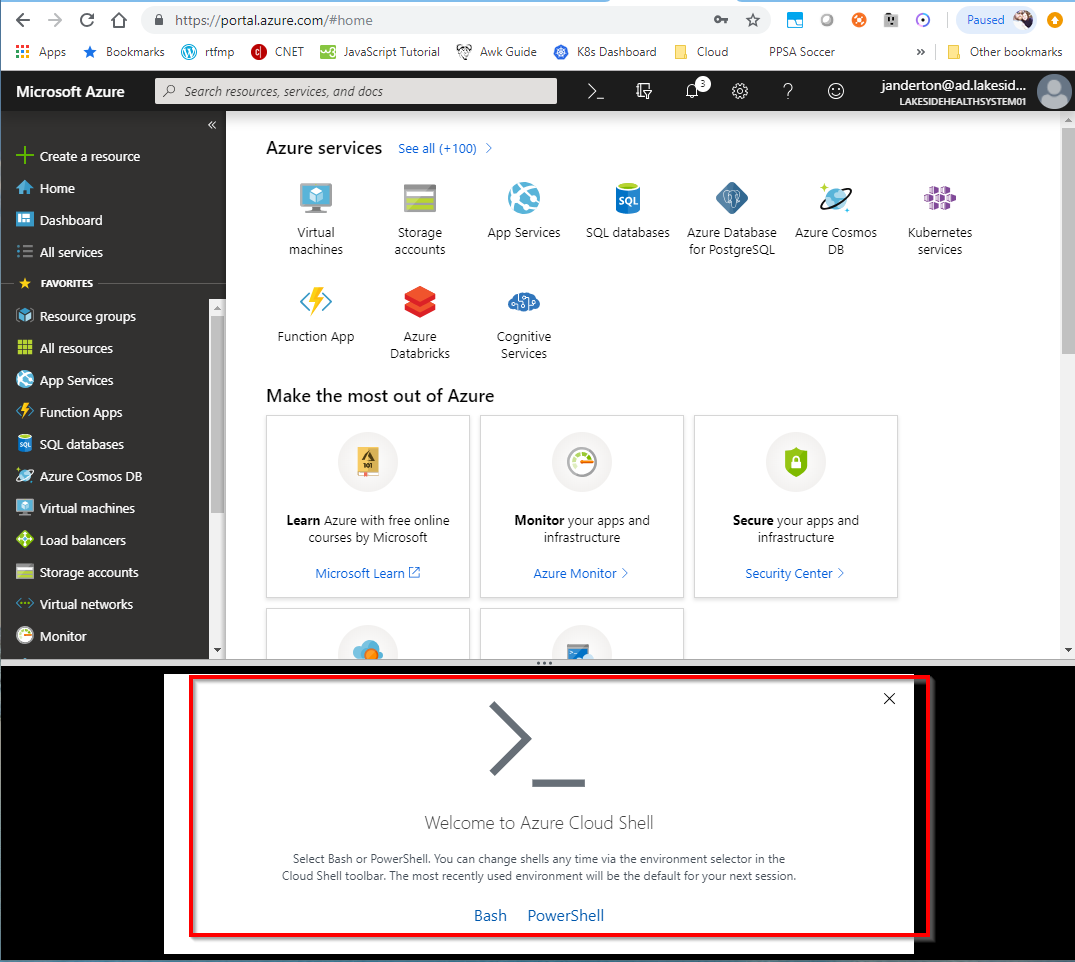 https://portal.azure.com/#home
Paused
Apps
Bookmarks
rtfmp
CNET
JavaScript Tutorial
Awk Guide
K8s Dashboard
Cloud
PPSA Soccer
»
Other bookmarks
Microsoft Azure
Search resources, services, and docs
3
janderton@ad.lakesid...
LAKESIDEHEALTHSYSTEM01
«
Create a resource
Home
Dashboard
All services
FAVORITES
Resource groups
All resources
App Services
Function Apps
SQL databases
Azure Cosmos DB
Virtual machines
Load balancers
Storage accounts
Virtual networks
Monitor
Azure services See all (+100)
Virtual
machines
Storage
accounts
App Services
SQL
SQL databases
Azure Database
for PostgreSQL
Azure Cosmos
DB
Kubernetes
services
Function App
Azure
Databricks
Cognitive
Services
Make the most out of Azure
101
Learn Azure with free online
courses by Microsoft
Microsoft Learn
Monitor your apps and
infrastructure
Azure Monitor
Secure your apps and
infrastructure
Security Center
Welcome to Azure Cloud Shell
Select Bash or PowerShell. You can change shells any time via the environment selector in the
Cloud Shell toolbar. The most recently used environment will be the default for your next session.
Bash PowerShell